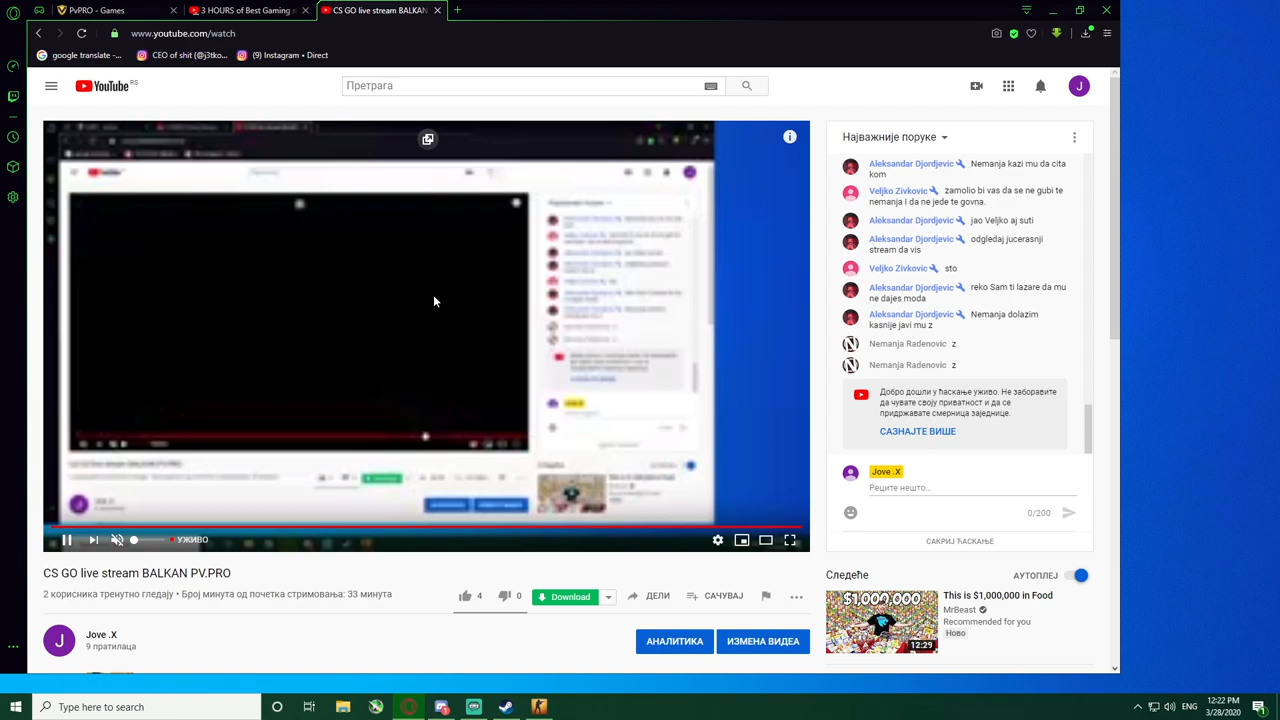 PvPRO - Games
3 HOURS of Best Gaming m
CS GO live stream BALKAN
www.youtube.com/watch
google translate -...
CEO of shit (@j3tko...
(1) Instagram • Direct
YouTube RS
Претрага
J
Најважније поруке
Aleksandar Djordjevic Nemanja kazi mu da cita
kom
Veljko Zivkovic zamolio bi vas da se ne gubi te
nemanja I da ne jede te govna.
Aleksandar Djordjevic jao Veljko aj suti
Aleksandar Djordjevic odgledaj jucerasnji
stream da vis
Veljko Zivkovic sto
Aleksandar Djordjevic reko Sam ti lazare da mu
ne dajes moda
Aleksandar Djordjevic Nemanja dolazim
kasnije javi mu z
Nemanja Radenovic z
Nemanja Radenovic z
Добро дошли у ћаскање уживо. Не заборавите
да чувате своју приватност и да се
придржавате смерница заједнице.
САЗНАЈТЕ ВИШЕ
Jove .X
Реците нешто...
0/200
САКРИЈ ЋАСКАЊЕ
УЖИВО
CS GO live stream BALKAN PV.PRO
2 корисника тренутно гледају • Број минута од почетка стримовања: 33 минута
4
0
Download
ДЕЛИ
САЧУВАЈ
J
Jove .X
9 пратилаца
АНАЛИТИКА
ИЗМЕНА ВИДЕА
Следеће
АУТОПЛЕЈ
$1,000,000
12:29
This is $1,000,000 in Food
MrBeast
Recommended for you
Ново
Type here to search
ENG
12:22 PM
3/28/2020
1